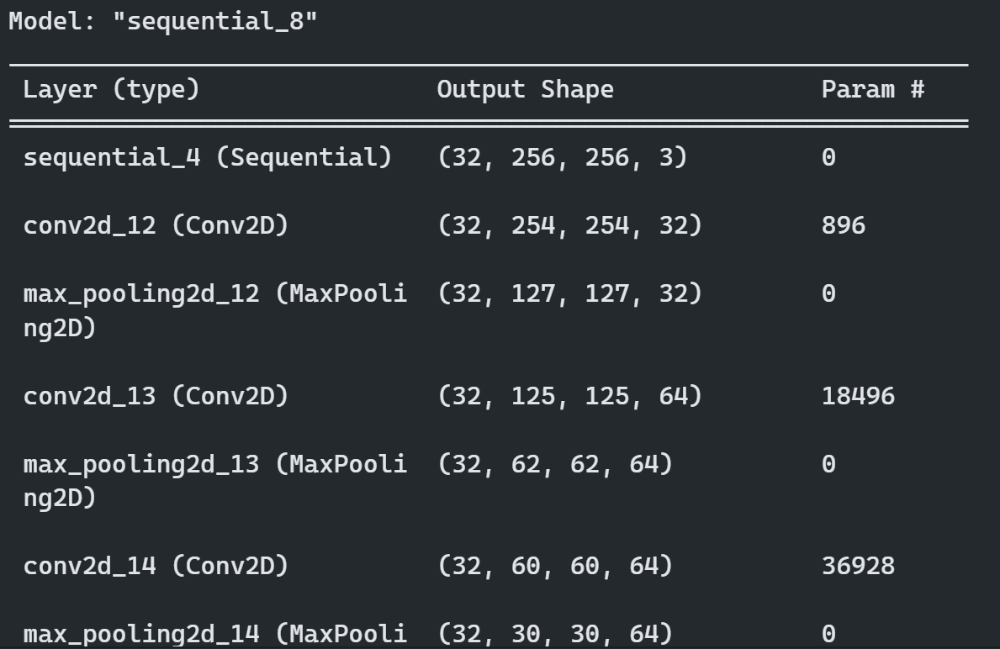 Model: "sequential_8"
Layer (type) Output Shape Param #
sequential_4 (Sequential) (32, 256, 256, 3) 0
conv2d_12 (Conv2D) (32, 254, 254, 32) 896
max_pooling2d_12 (MaxPooli (32, 127, 127, 32) 0
ng2D)
conv2d_13 (Conv2D) (32, 125, 125, 64) 18496
max_pooling2d_13 (MaxPooli (32, 62, 62, 64) 0
ng2D)
conv2d_14 (Conv2D) (32, 60, 60, 64) 36928
max_pooling2d_14 (MaxPooli (32, 30, 30, 64) 0